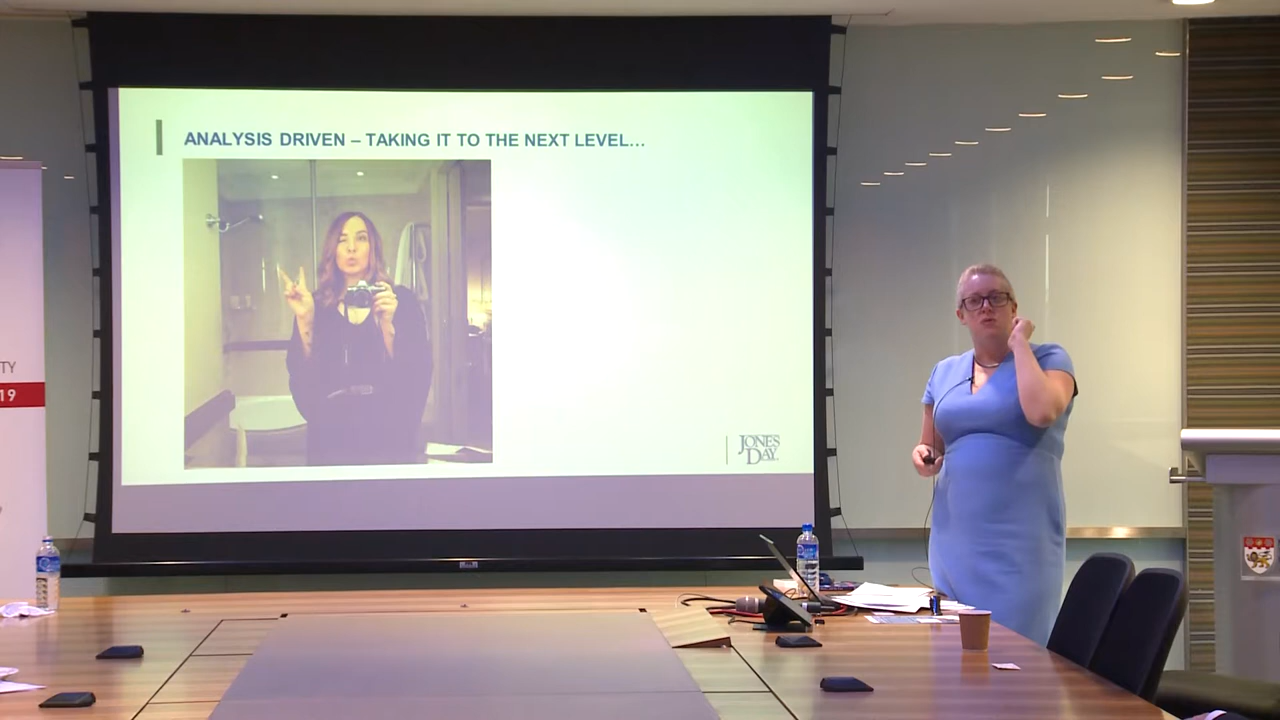 ANALYSIS DRIVEN – TAKING IT TO THE NEXT LEVEL...
JONES
DAY
TY
19